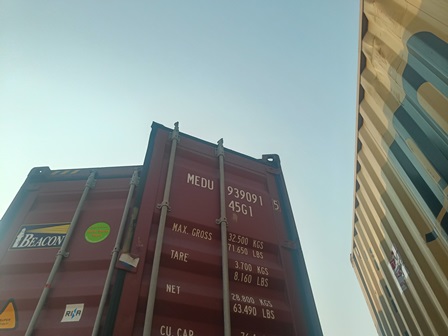 MEDU 939091 5
45G1
MAX. GROSS 32.500 KGS
71.650 LBS
TARE 3.700 KGS
8.160 LBS
NET 28.800 KGS
63.490 LBS
CU.CAP.
BEACON